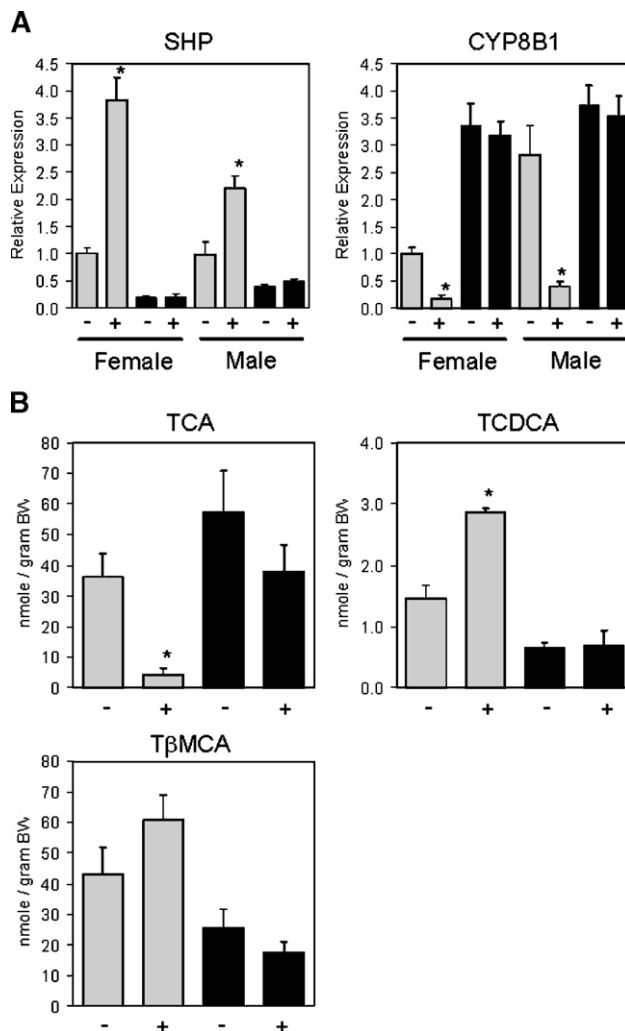 A
SHP
CYP8B1
Relative Expression
4.5
4.0
3.5
3.0
2.5
2.0
1.5
1.0
0.5
0.0
*
*
- + - + - + - +
Female Male
Relative Expression
4.5
4.0
3.5
3.0
2.5
2.0
1.5
1.0
0.5
0.0
*
*
- + - + - + - +
Female Male
B
TCA
TCDCA
nmole / gram BW
80
70
60
50
40
30
20
10
0
*
- + - +
nmole / gram BW
4.0
3.0
2.0
1.0
0.0
*
- + - +
TβMCA
nmole / gram BW
80
70
60
50
40
30
20
10
0
- + - +